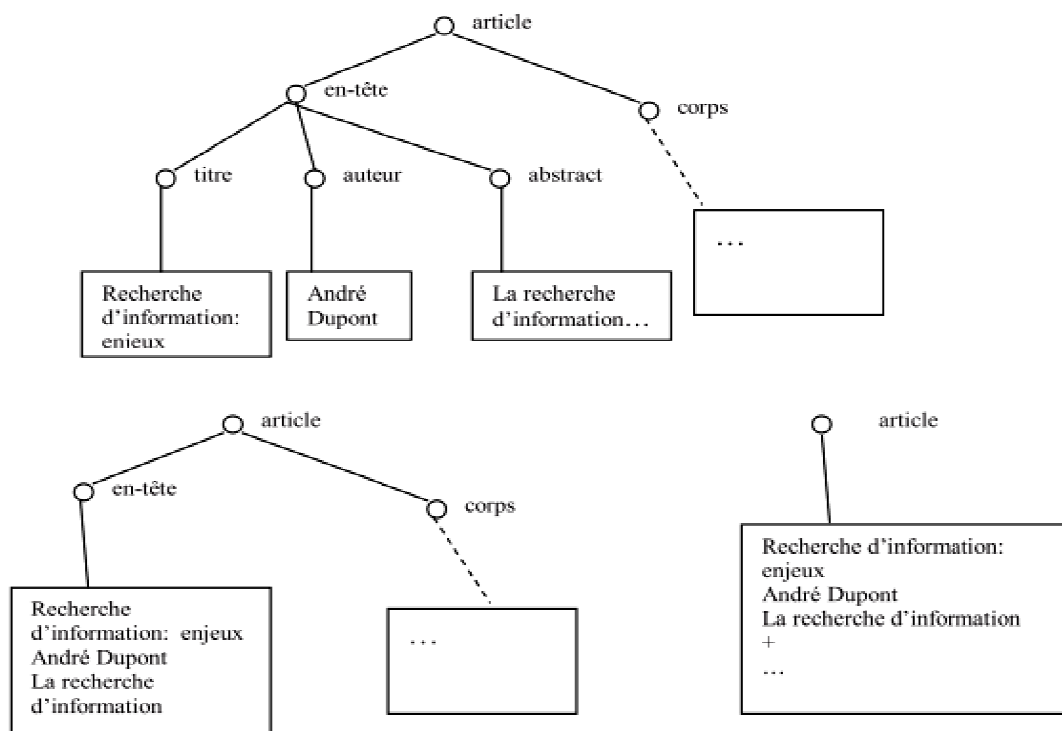 article
en-tête
corps
titre
auteur
abstract
...
Recherche
d'information:
enieux
André
Dupont
La recherche
d'information...
article
en-tête
corps
Recherche
d'information: enjeux
André Dupont
La recherche
d'information
...
article
Recherche d'information:
enjeux
André Dupont
La recherche d'information
+
...